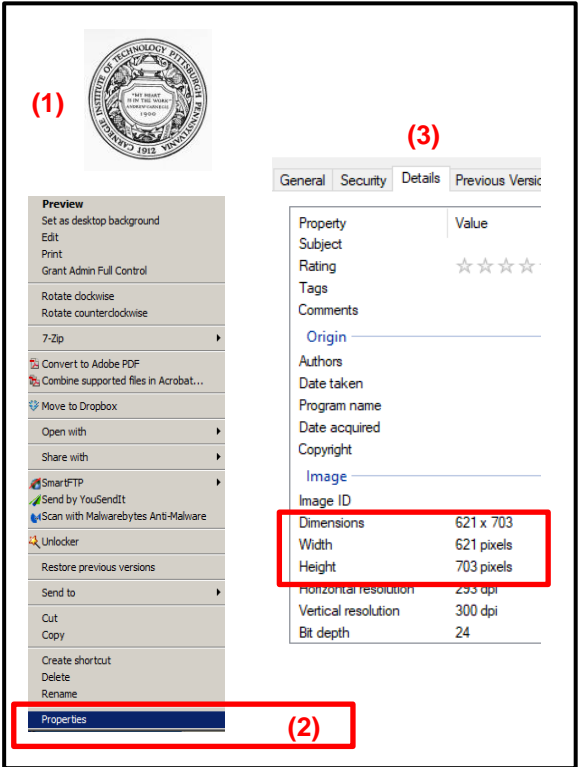 (1)
CARNEGIE INSTITUTE OF TECHNOLOGY PITTSBURGH PENNSYLVANIA
"MY HEART
IS IN THE WORK"
ANDREW CARNEGIE
1900
1912
Preview
Set as desktop background
Edit
Print
Grant Admin Full Control
Rotate clockwise
Rotate counterclockwise
7-Zip
Convert to Adobe PDF
Combine supported files in Acrobat...
Move to Dropbox
Open with
Share with
SmartFTP
Send by YouSendIt
Scan with Malwarebytes Anti-Malware
Unlocker
Restore previous versions
Send to
Cut
Copy
Create shortcut
Delete
Rename
Properties
(2)
(3)
General Security Details Previous Versio
Property Value
Subject
Rating
Tags
Comments
Origin
Authors
Date taken
Program name
Date acquired
Copyright
Image
Image ID
Dimensions 621 x 703
Width 621 pixels
Height 703 pixels
Horizontal resolution 293 dpi
Vertical resolution 300 dpi
Bit depth 24